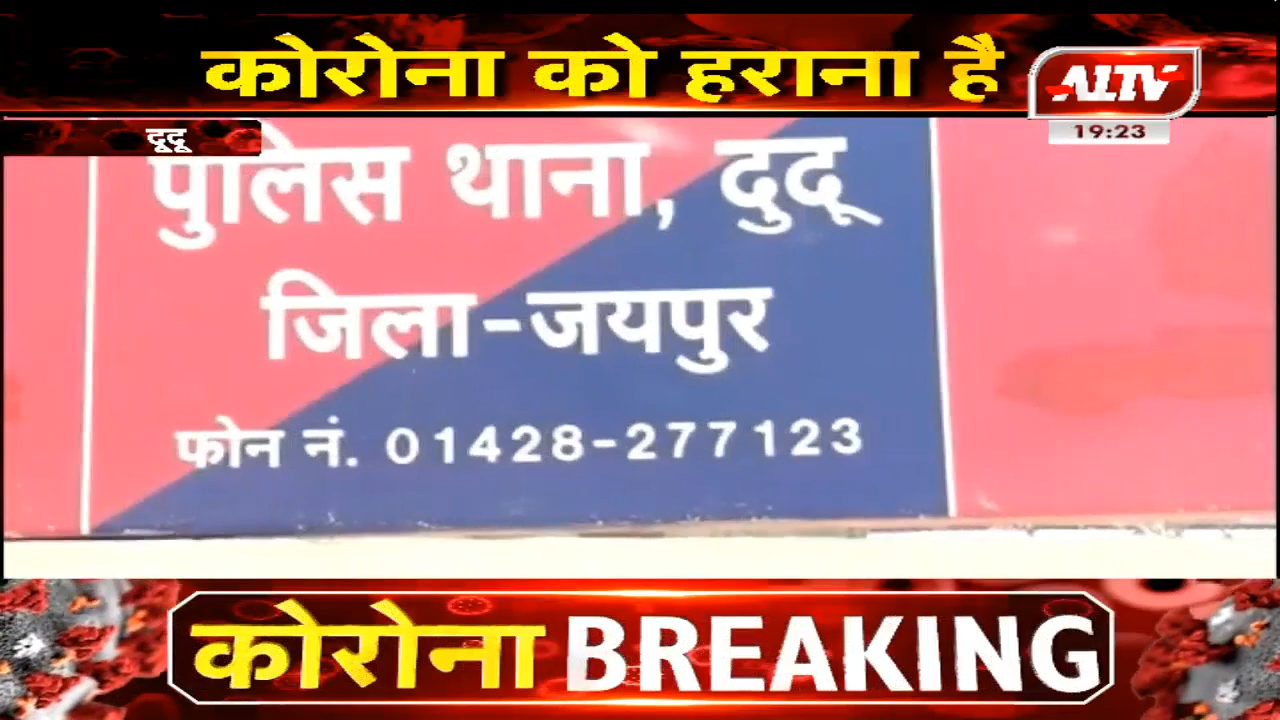 कोरोना को हराना है
ALTV
19:23
दूदू
पुलिस थाना, दुदू
जिला-जयपुर
फोन नं. 01428-277123
कोरोना BREAKING